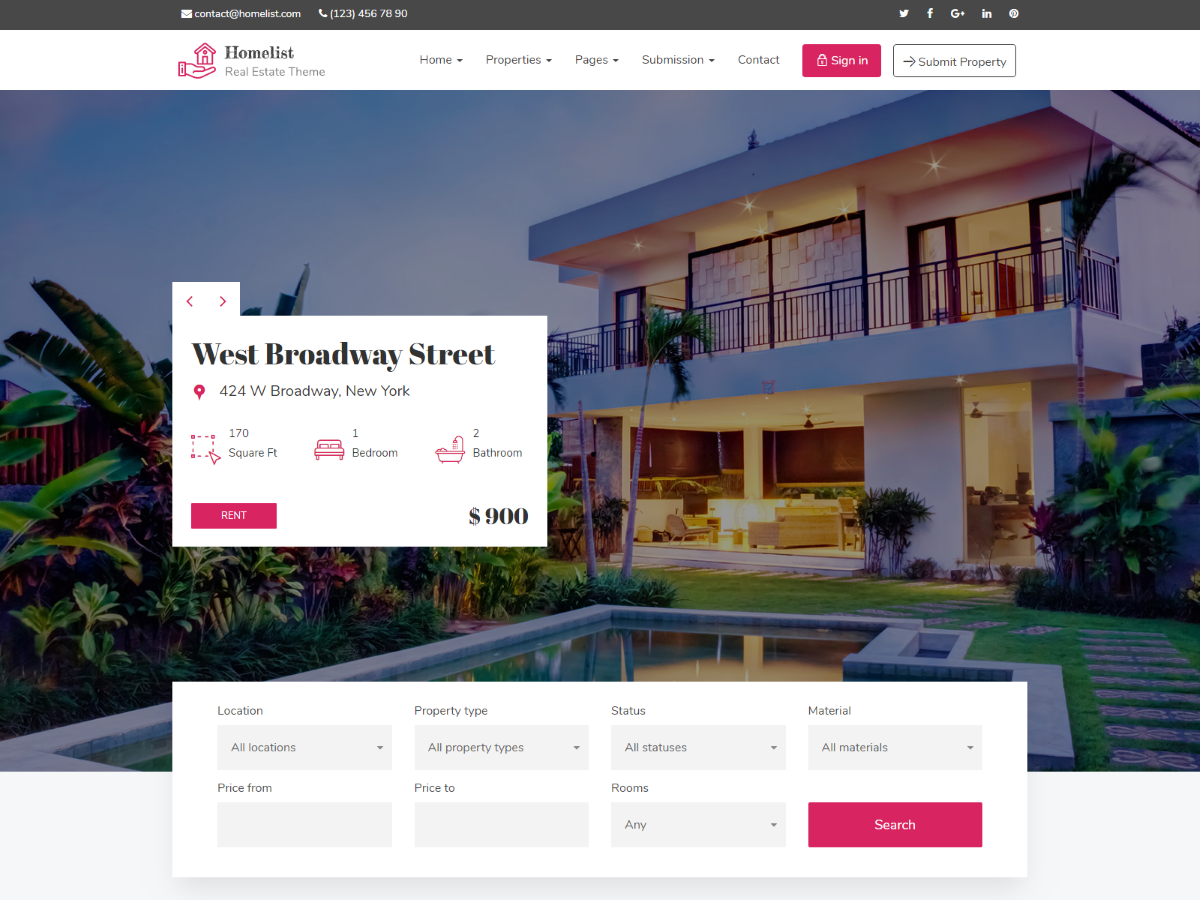 contact@homelist.com (123) 456 78 90
Homelist
Real Estate Theme
Home Properties Pages Submission Contact Sign in Submit Property
West Broadway Street
424 W Broadway, New York
170 1 2
Square Ft Bedroom Bathroom
RENT $ 900
Location Property type Status Material
All locations All property types All statuses All materials
Price from Price to Rooms
Any Search